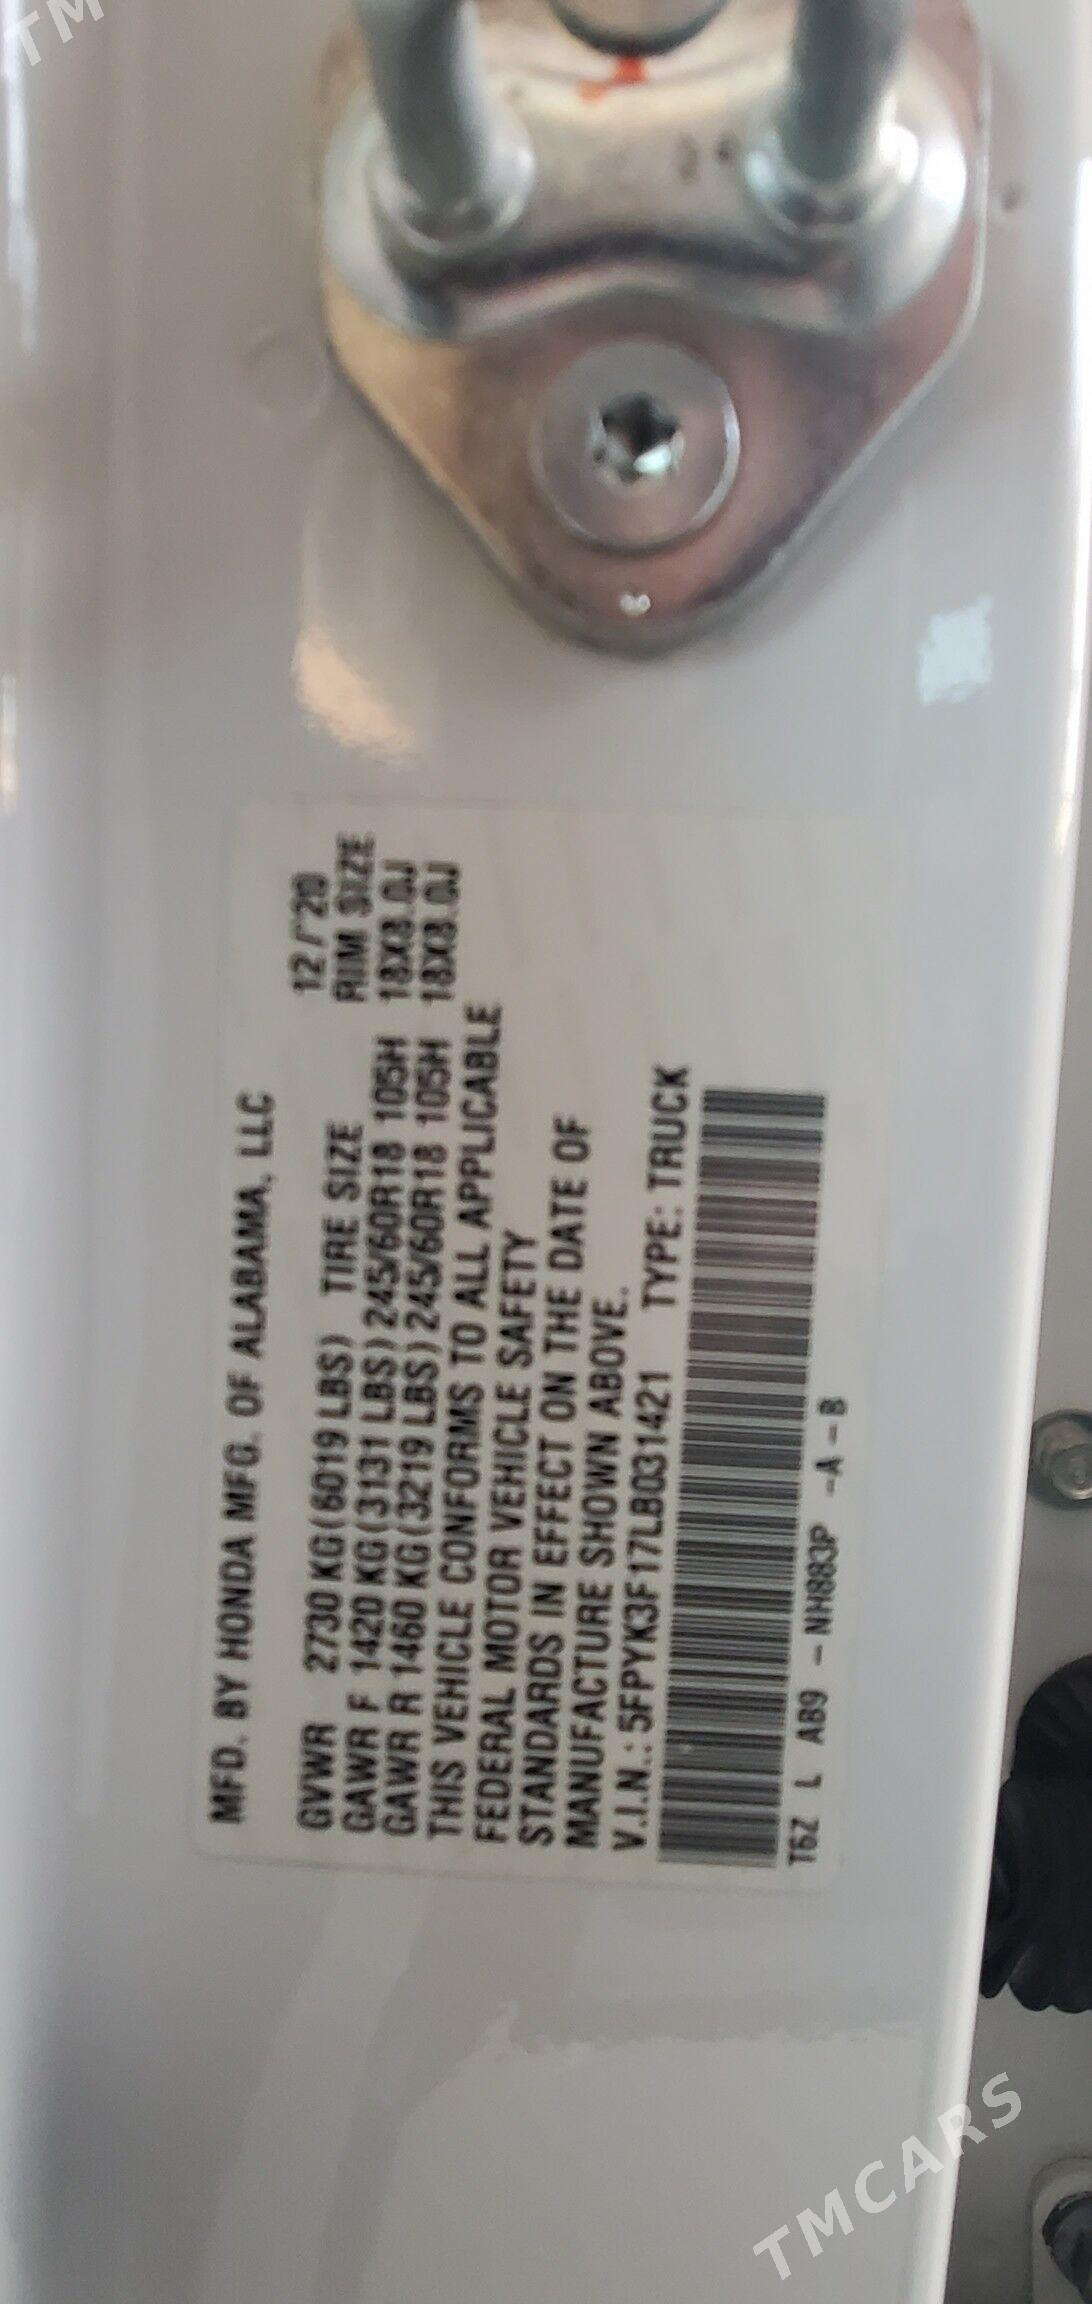 MFD. BY HONDA MFG. OF ALABAMA, LLC
12/'20
GVWR 2730 KG (6019 LBS) TIRE SIZE RIM SIZE
GAWR F 1420 KG (3131 LBS) 245/60R18 105H 18X8.0J
GAWR R 1460 KG (3219 LBS) 245/60R18 105H 18X8.0J
THIS VEHICLE CONFORMS TO ALL APPLICABLE
FEDERAL MOTOR VEHICLE SAFETY
STANDARDS IN EFFECT ON THE DATE OF
MANUFACTURE SHOWN ABOVE.
V.I.N.: 5FPYK3F17LB031421 TYPE: TRUCK
T6Z L AB9 - NH883P -A-B
TMCARS
TM